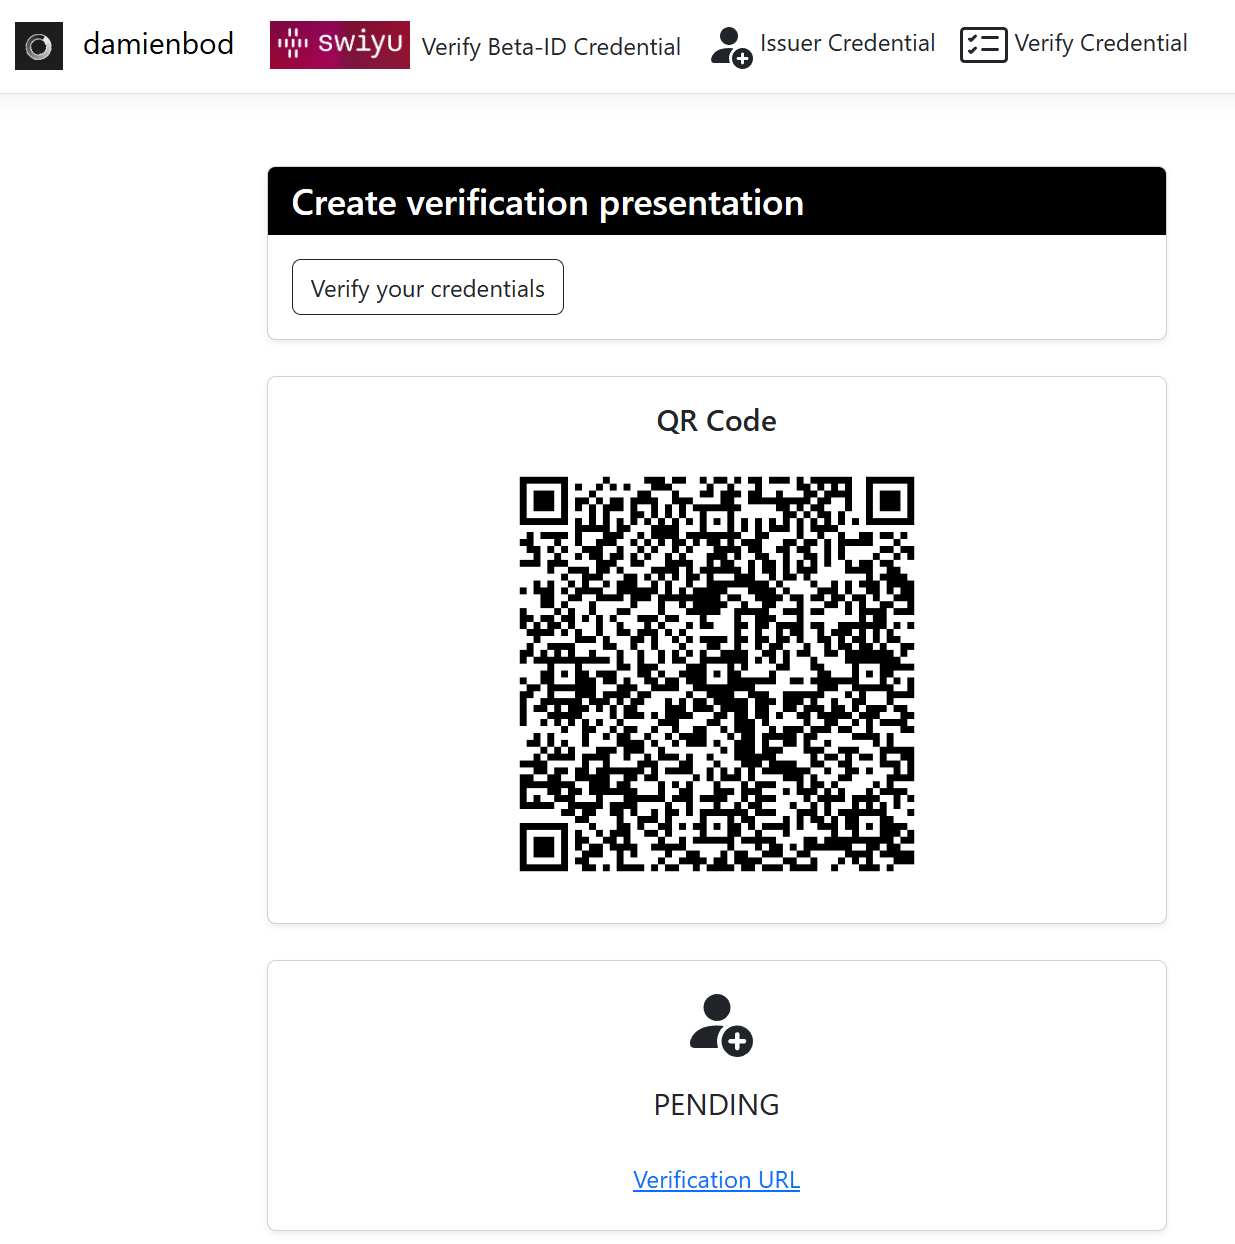 damienbod
swiyu
Verify Beta-ID Credential
Issuer Credential
Verify Credential
Create verification presentation
Verify your credentials
QR Code
PENDING
Verification URL